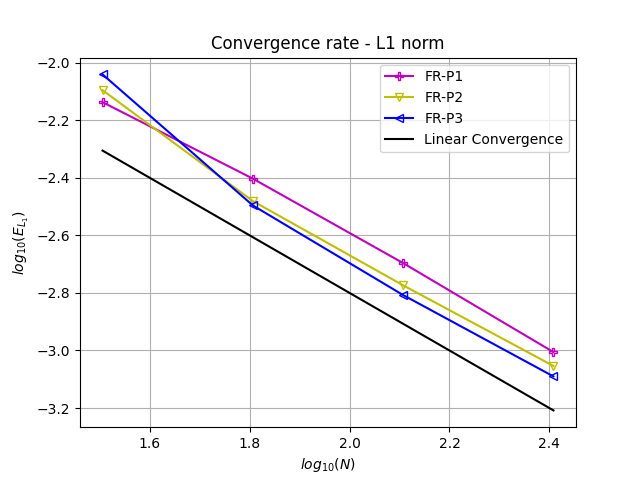 Convergence rate - L1 norm
FR-P1
FR-P2
FR-P3
Linear Convergence
log₁₀(E_{L₁})
−2.0
−2.2
−2.4
−2.6
−2.8
−3.0
−3.2
1.6
1.8
2.0
2.2
2.4
log₁₀(N)